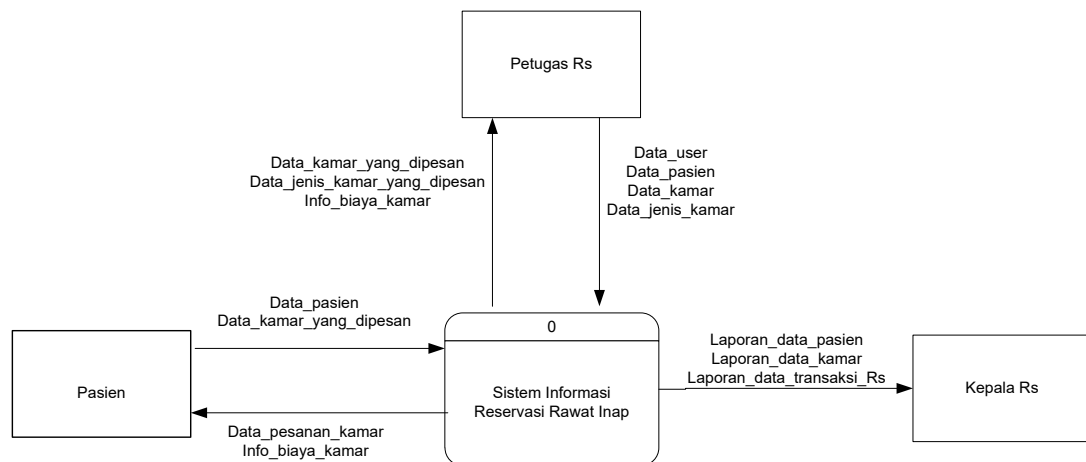 Petugas Rs
Data_kamar_yang_dipesan
Data_jenis_kamar_yang_dipesan
Info_biaya_kamar
Data_user
Data_pasien
Data_kamar
Data_jenis_kamar
Data_pasien
Data_kamar_yang_dipesan
0
Laporan_data_pasien
Laporan_data_kamar
Laporan_data_transaksi_Rs
Pasien
Sistem Informasi
Reservasi Rawat Inap
Kepala Rs
Data_pesanan_kamar
Info_biaya_kamar